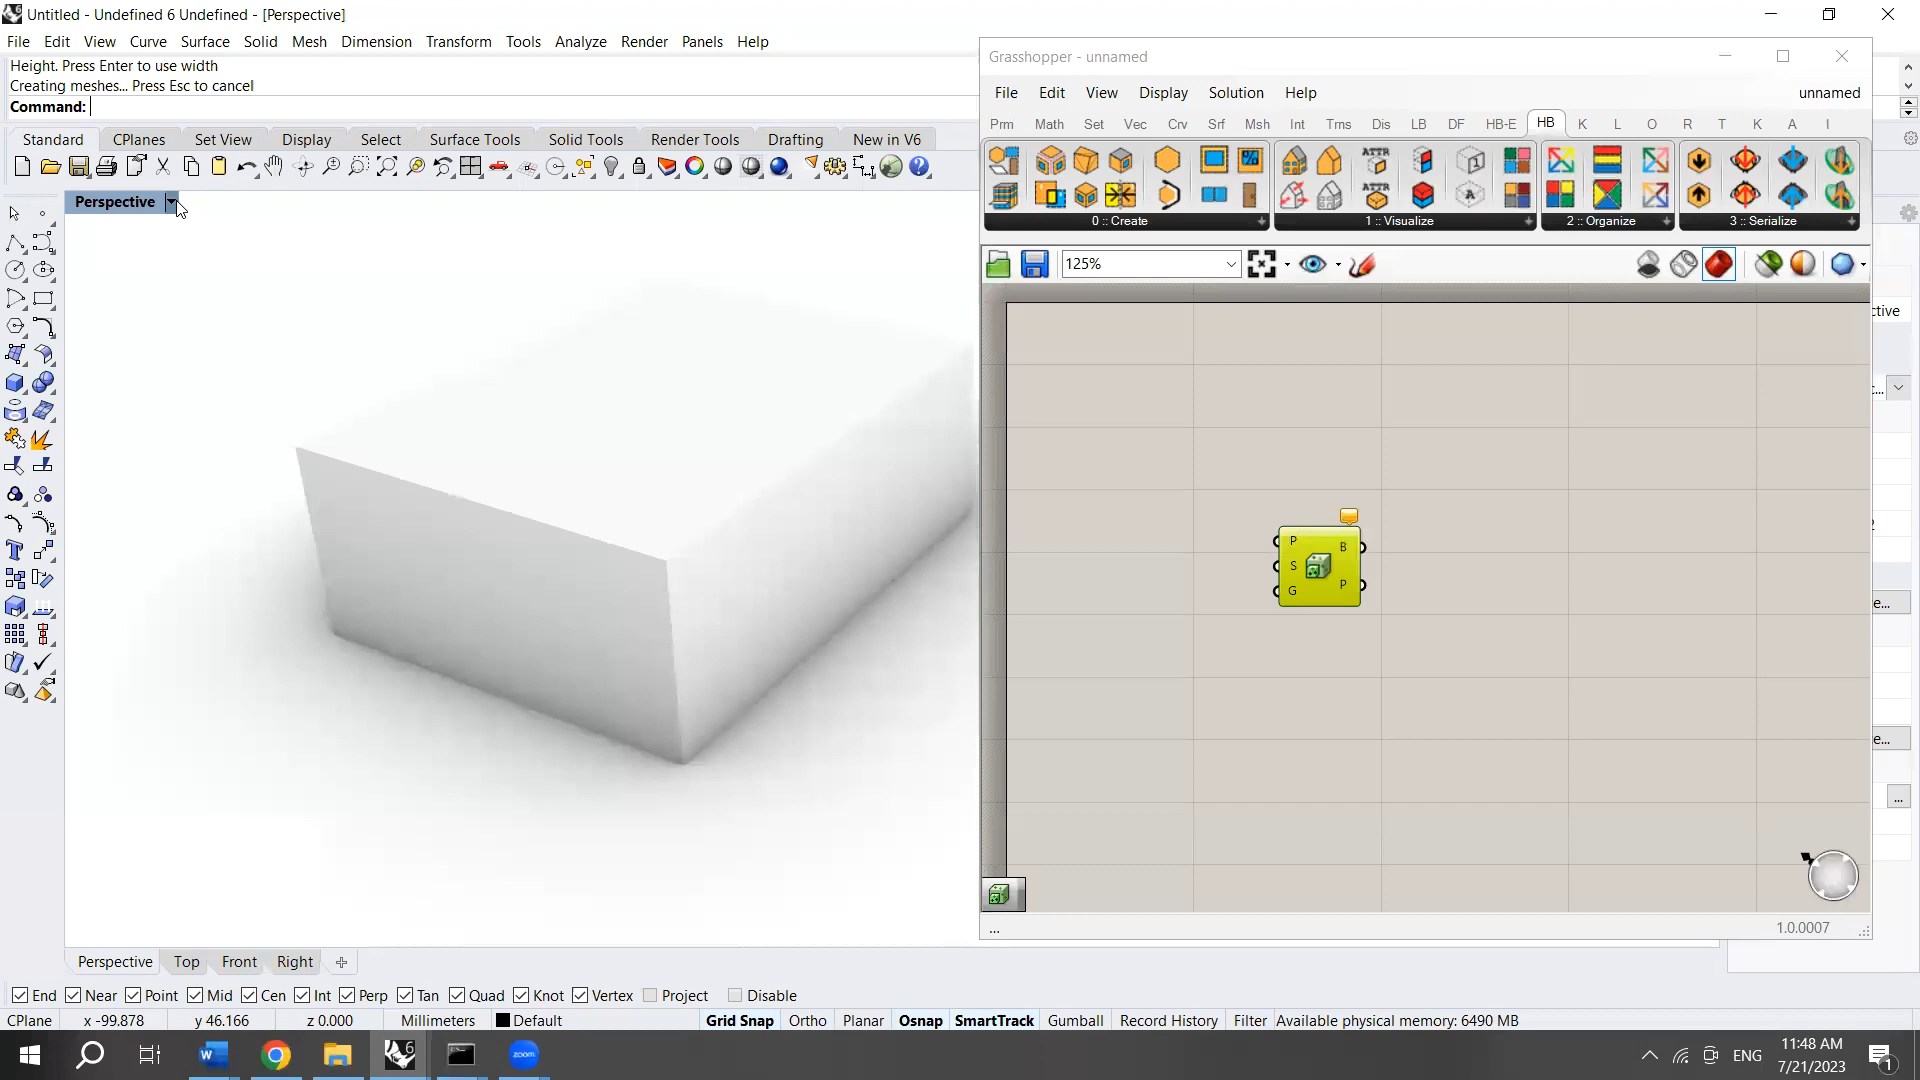 Untitled - Undefined 6 Undefined - [Perspective]
File Edit View Curve Surface Solid Mesh Dimension Transform Tools Analyze Render Panels Help
Height. Press Enter to use width
Creating meshes... Press Esc to cancel
Command:
Standard CPlanes Set View Display Select Surface Tools Solid Tools Render Tools Drafting New in V6
Perspective
Grasshopper - unnamed
File Edit View Display Solution Help unnamed
Prm Math Set Vec Crv Srf Msh Int Trns Dis LB DF HB-E HB K L O R T K A I
ATTR
ATTR
0 :: Create 1 :: Visualize 2 :: Organize 3 :: Serialize
125%
P
S
G
B
P
...
1.0.0007
ctive
...
e...
e...
...
Perspective Top Front Right
End Near Point Mid Cen Int Perp Tan Quad Knot Vertex Project Disable
CPlane x -99.878 y 46.166 z 0.000 Millimeters Default Grid Snap Ortho Planar Osnap SmartTrack Gumball Record History Filter Available physical memory: 6490 MB
W
6
zoom
ENG
11:48 AM
7/21/2023
1